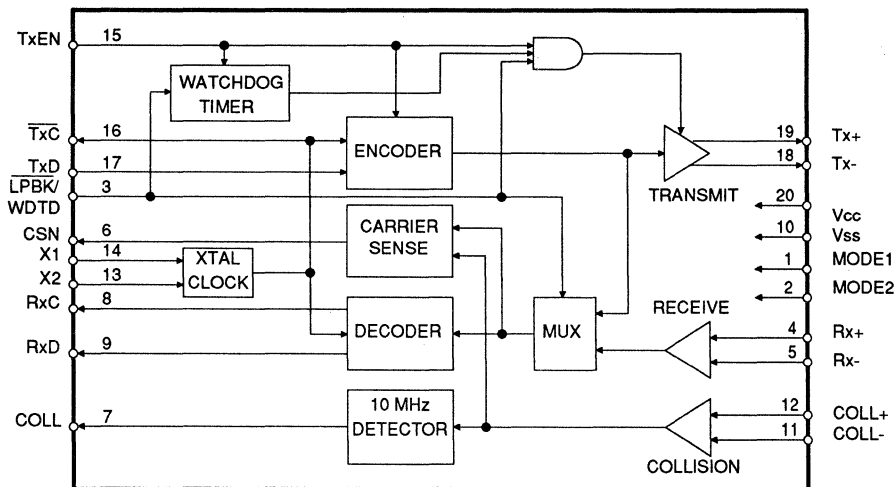 TxEN 15
WATCHDOG
TIMER
TxC 16
TxD 17
LPBK/ 3
WDTD
ENCODER
TRANSMIT
19 Tx+
18 Tx-
20 Vcc
10 Vss
1 MODE1
2 MODE2
CSN 6
CARRIER
SENSE
X1 14
X2 13
XTAL
CLOCK
RxC 8
RxD 9
DECODER
MUX
RECEIVE
4 Rx+
5 Rx-
COLL 7
10 MHz
DETECTOR
COLLISION
12 COLL+
11 COLL-